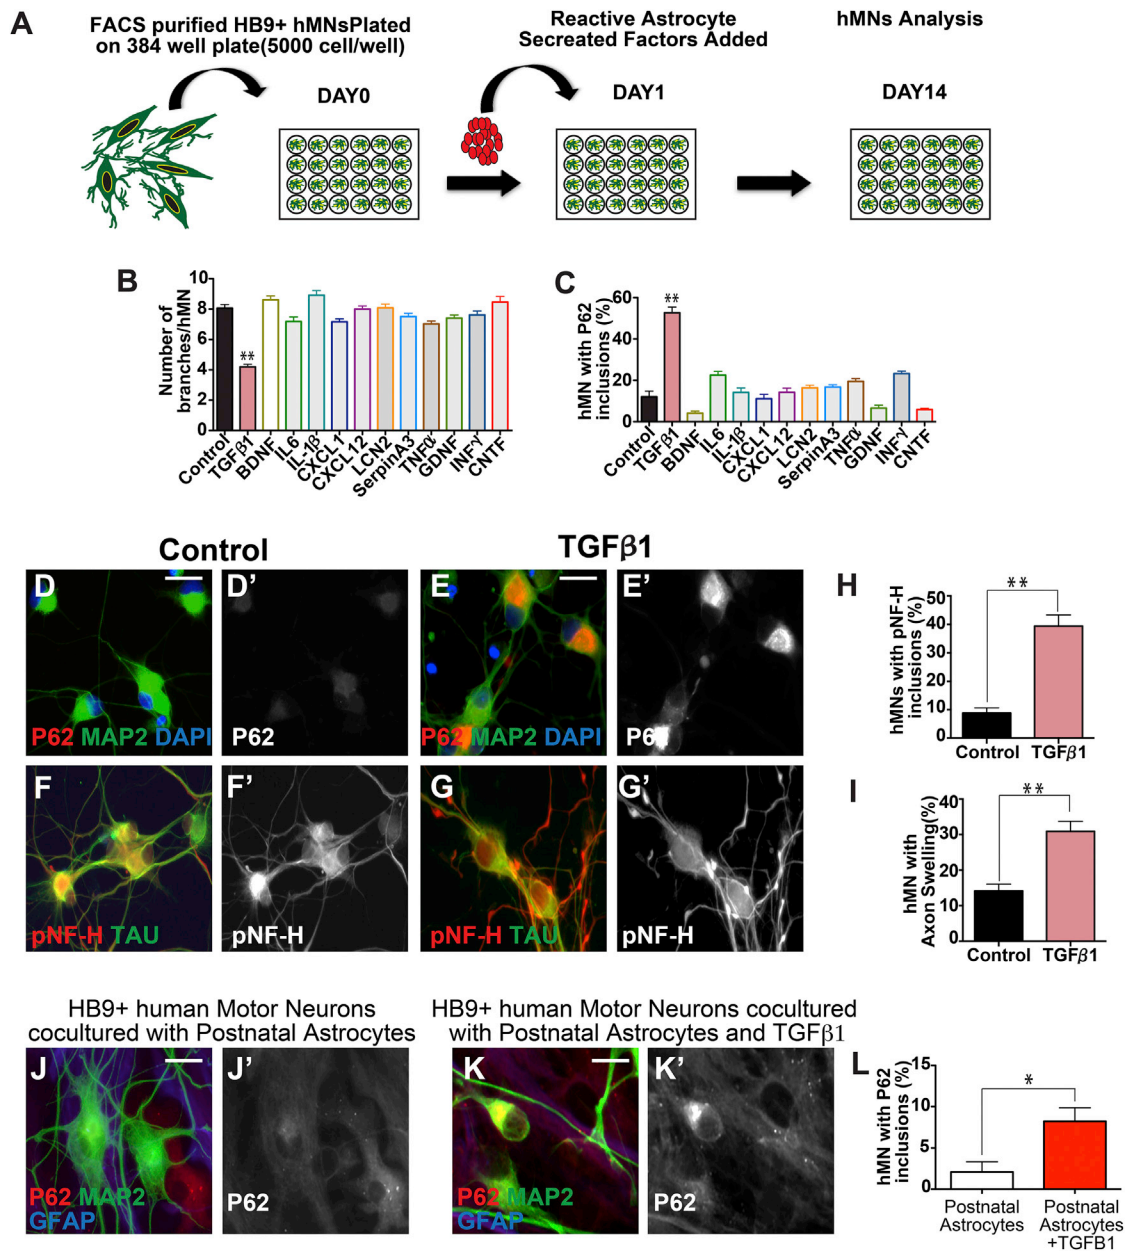 A
FACS purified HB9+ hMNsPlated
on 384 well plate(5000 cell/well)
Reactive Astrocyte
Secreated Factors Added
hMNs Analysis
DAY0
DAY1
DAY14
B
Number of
branches/hMN
10
8
6
4
2
0
**
Control
TGFβ1
BDNF
IL6
IL-1β
CXCL1
CXCL12
LCN2
SerpinA3
TNFα
GDNF
INF-γ
CNTF
C
hMN with P62
inclusions (%)
60
40
20
0
**
Control
TGFβ1
BDNF
IL6
IL-1β
CXCL1
CXCL12
LCN2
SerpinA3
TNFα
GDNF
INF-γ
CNTF
Control
TGFβ1
D
P62 MAP2 DAPI
D'
P62
E
P62 MAP2 DAPI
E'
P62
F
pNF-H TAU
F'
pNF-H
G
pNF-H TAU
G'
pNF-H
H
hMNs with pNF-H
inclusions (%)
50
40
30
20
10
0
**
Control TGFβ1
I
hMN with
Axon Swelling(%)
40
30
20
10
0
**
Control TGFβ1
HB9+ human Motor Neurons
cocultured with Postnatal Astrocytes
HB9+ human Motor Neurons cocultured
with Postnatal Astrocytes and TGFβ1
J
P62 MAP2
GFAP
J'
P62
K
P62 MAP2
GFAP
K'
P62
L
hMN with P62
inclusions (%)
15
10
5
0
*
Postnatal
Astrocytes
Postnatal
Astrocytes
+TGFB1